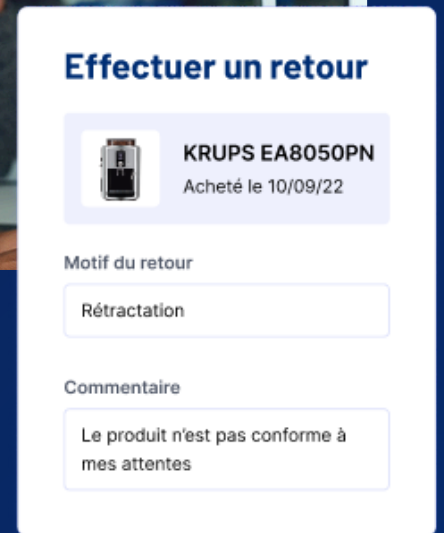 Effectuer un retour
KRUPS EA8050PN
Acheté le 10/09/22
Motif du retour
Rétractation
Commentaire
Le produit n'est pas conforme à
mes attentes